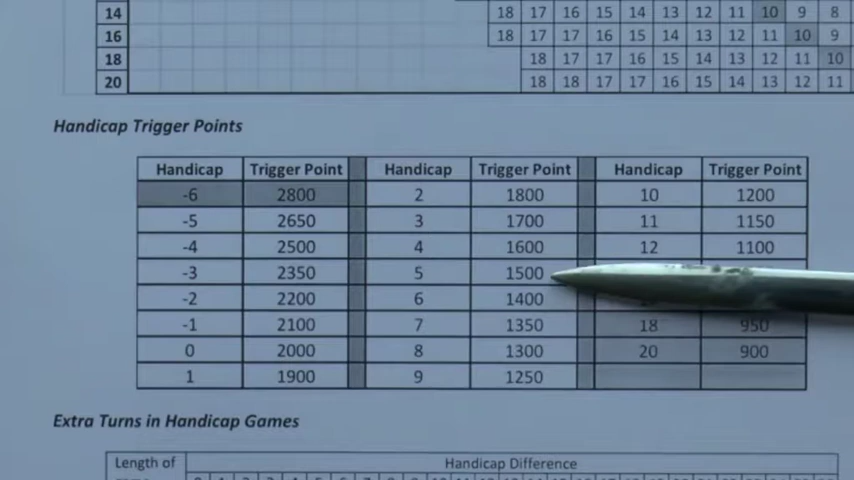 14 18 17 16 15 14 13 12 11 10 9 8
16 18 17 17 16 15 14 13 12 11 10 9
18 18 17 17 16 15 14 13 12 11 10
20 18 18 17 17 16 15 14 13 12 11
Handicap Trigger Points
Handicap Trigger Point Handicap Trigger Point Handicap Trigger Point
-6 2800 2 1800 10 1200
-5 2650 3 1700 11 1150
-4 2500 4 1600 12 1100
-3 2350 5 1500
-2 2200 6 1400
-1 2100 7 1350 18 950
0 2000 8 1300 20 900
1 1900 9 1250
Extra Turns in Handicap Games
Length of Handicap Difference